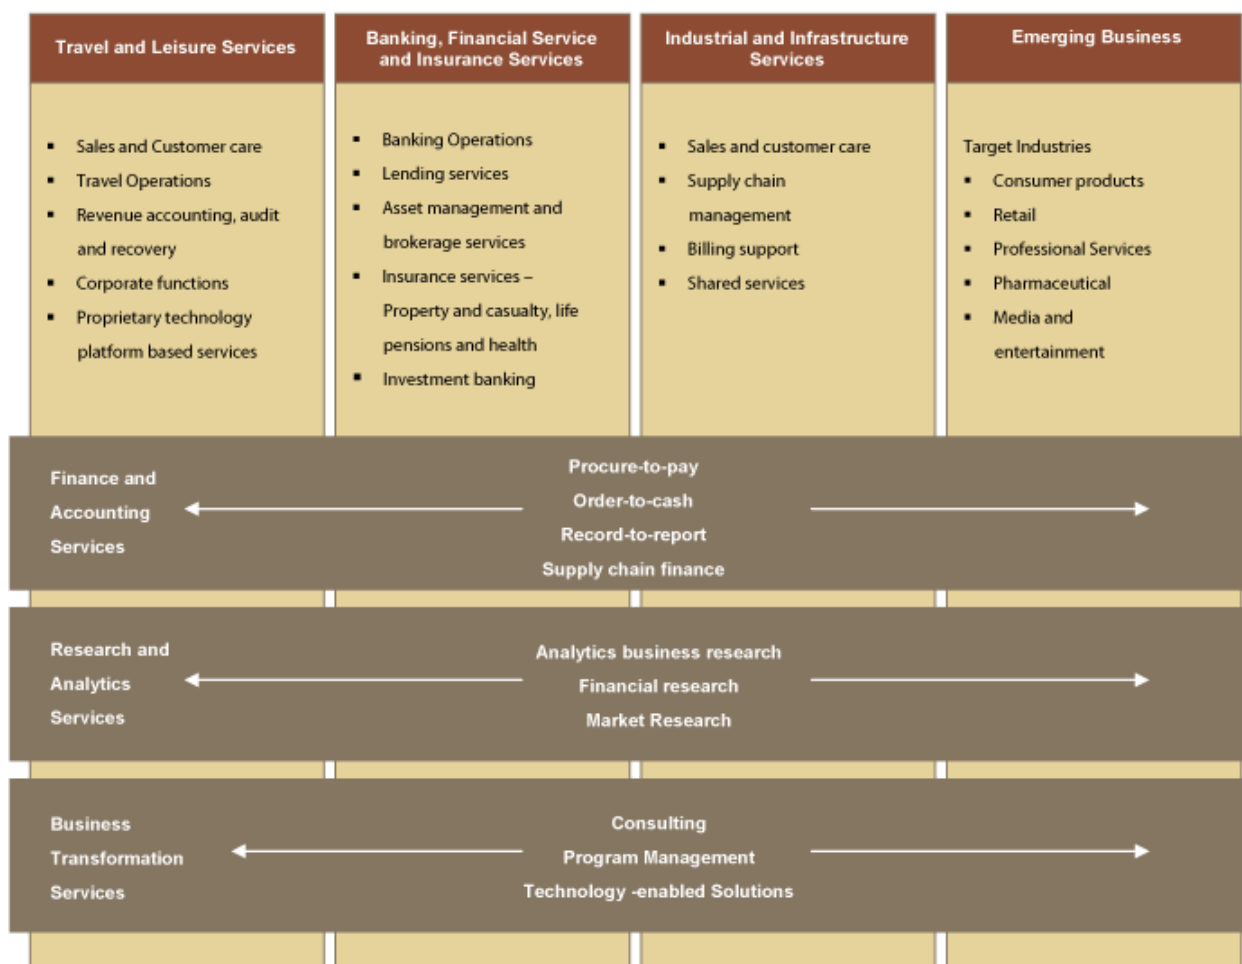 Travel and Leisure Services
Banking, Financial Service
and Insurance Services
Industrial and Infrastructure
Services
Emerging Business
▪ Sales and Customer care
▪ Travel Operations
▪ Revenue accounting, audit
and recovery
▪ Corporate functions
▪ Proprietary technology
platform based services
▪ Banking Operations
▪ Lending services
▪ Asset management and
brokerage services
▪ Insurance services –
Property and casualty, life
pensions and health
▪ Investment banking
▪ Sales and customer care
▪ Supply chain
management
▪ Billing support
▪ Shared services
Target Industries
▪ Consumer products
▪ Retail
▪ Professional Services
▪ Pharmaceutical
▪ Media and
entertainment
Finance and
Accounting
Services
Procure-to-pay
Order-to-cash
Record-to-report
Supply chain finance
Research and
Analytics
Services
Analytics business research
Financial research
Market Research
Business
Transformation
Services
Consulting
Program Management
Technology -enabled Solutions